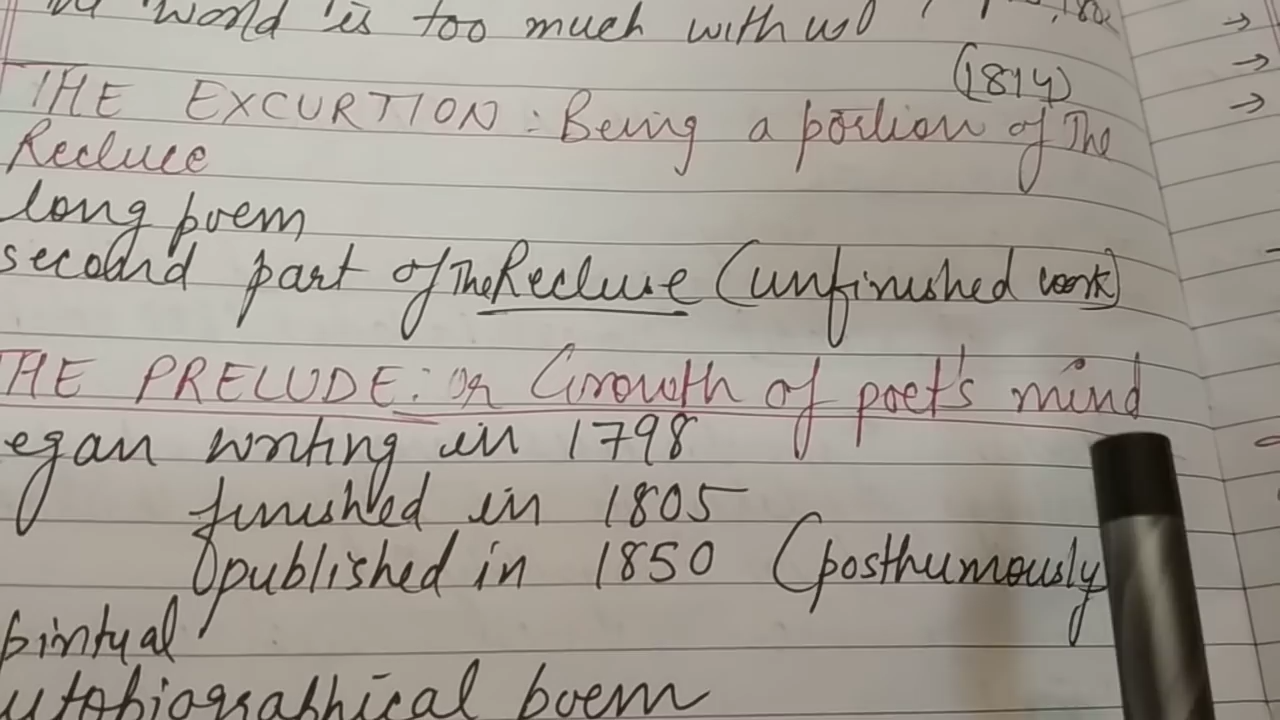 world is too much with us
(1814)
THE EXCURTION : Being a portion of The
Recluce
long poem
second part of The Recluse (unfinished work)
THE PRELUDE: or Growth of poet's mind
egan writing in 1798
finished in 1805
published in 1850 (posthumously
piritual
utobiographical poem